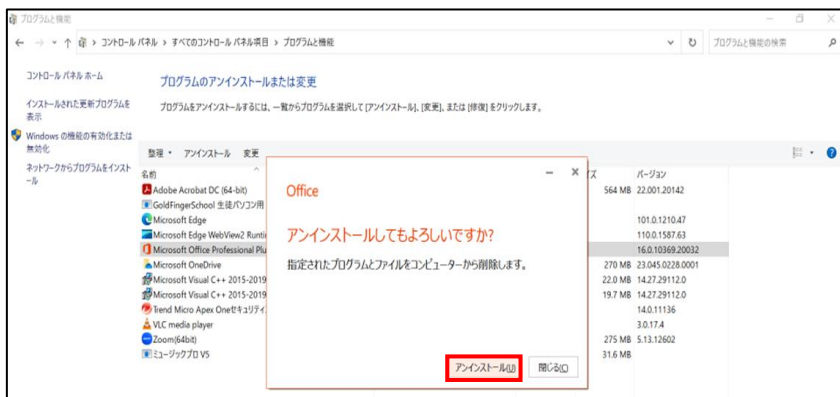 プログラムと機能
コントロール パネル › すべてのコントロール パネル項目 › プログラムと機能
プログラムと機能の検索
コントロール パネル ホーム
インストールされた更新プログラムを
表示
Windows の機能の有効化または
無効化
ネットワークからプログラムをインスト
ール
プログラムのアンインストールまたは変更
プログラムをアンインストールするには、一覧からプログラムを選択して [アンインストール]、[変更]、または [修復] をクリックします。
整理 アンインストール 変更
名前 イズ バージョン
Adobe Acrobat DC (64-bit) 564 MB 22.001.20142
GoldFingerSchool 生徒パソコン用
Microsoft Edge 101.0.1210.47
Microsoft Edge WebView2 Runti 110.0.1587.63
Microsoft Office Professional Plu 16.0.10369.20032
Microsoft OneDrive 270 MB 23.045.0228.0001
Microsoft Visual C++ 2015-2019 22.0 MB 14.27.29112.0
Microsoft Visual C++ 2015-2019 19.7 MB 14.27.29112.0
Trend Micro Apex Oneセキュリティ 14.0.11136
VLC media player 3.0.17.4
Zoom(64bit) 275 MB 5.13.12602
ミュージックプロ V5 31.6 MB
Office
アンインストールしてもよろしいですか?
指定されたプログラムとファイルをコンピューターから削除します。
アンインストール(U) 閉じる(C)